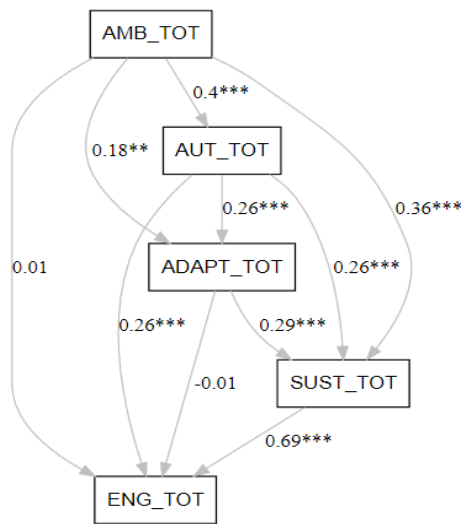 AMB_TOT
0.4***
0.18**
AUT_TOT
0.26***
0.36***
0.01
ADAPT_TOT
0.26***
0.26***
0.29***
-0.01
SUST_TOT
0.69***
ENG_TOT